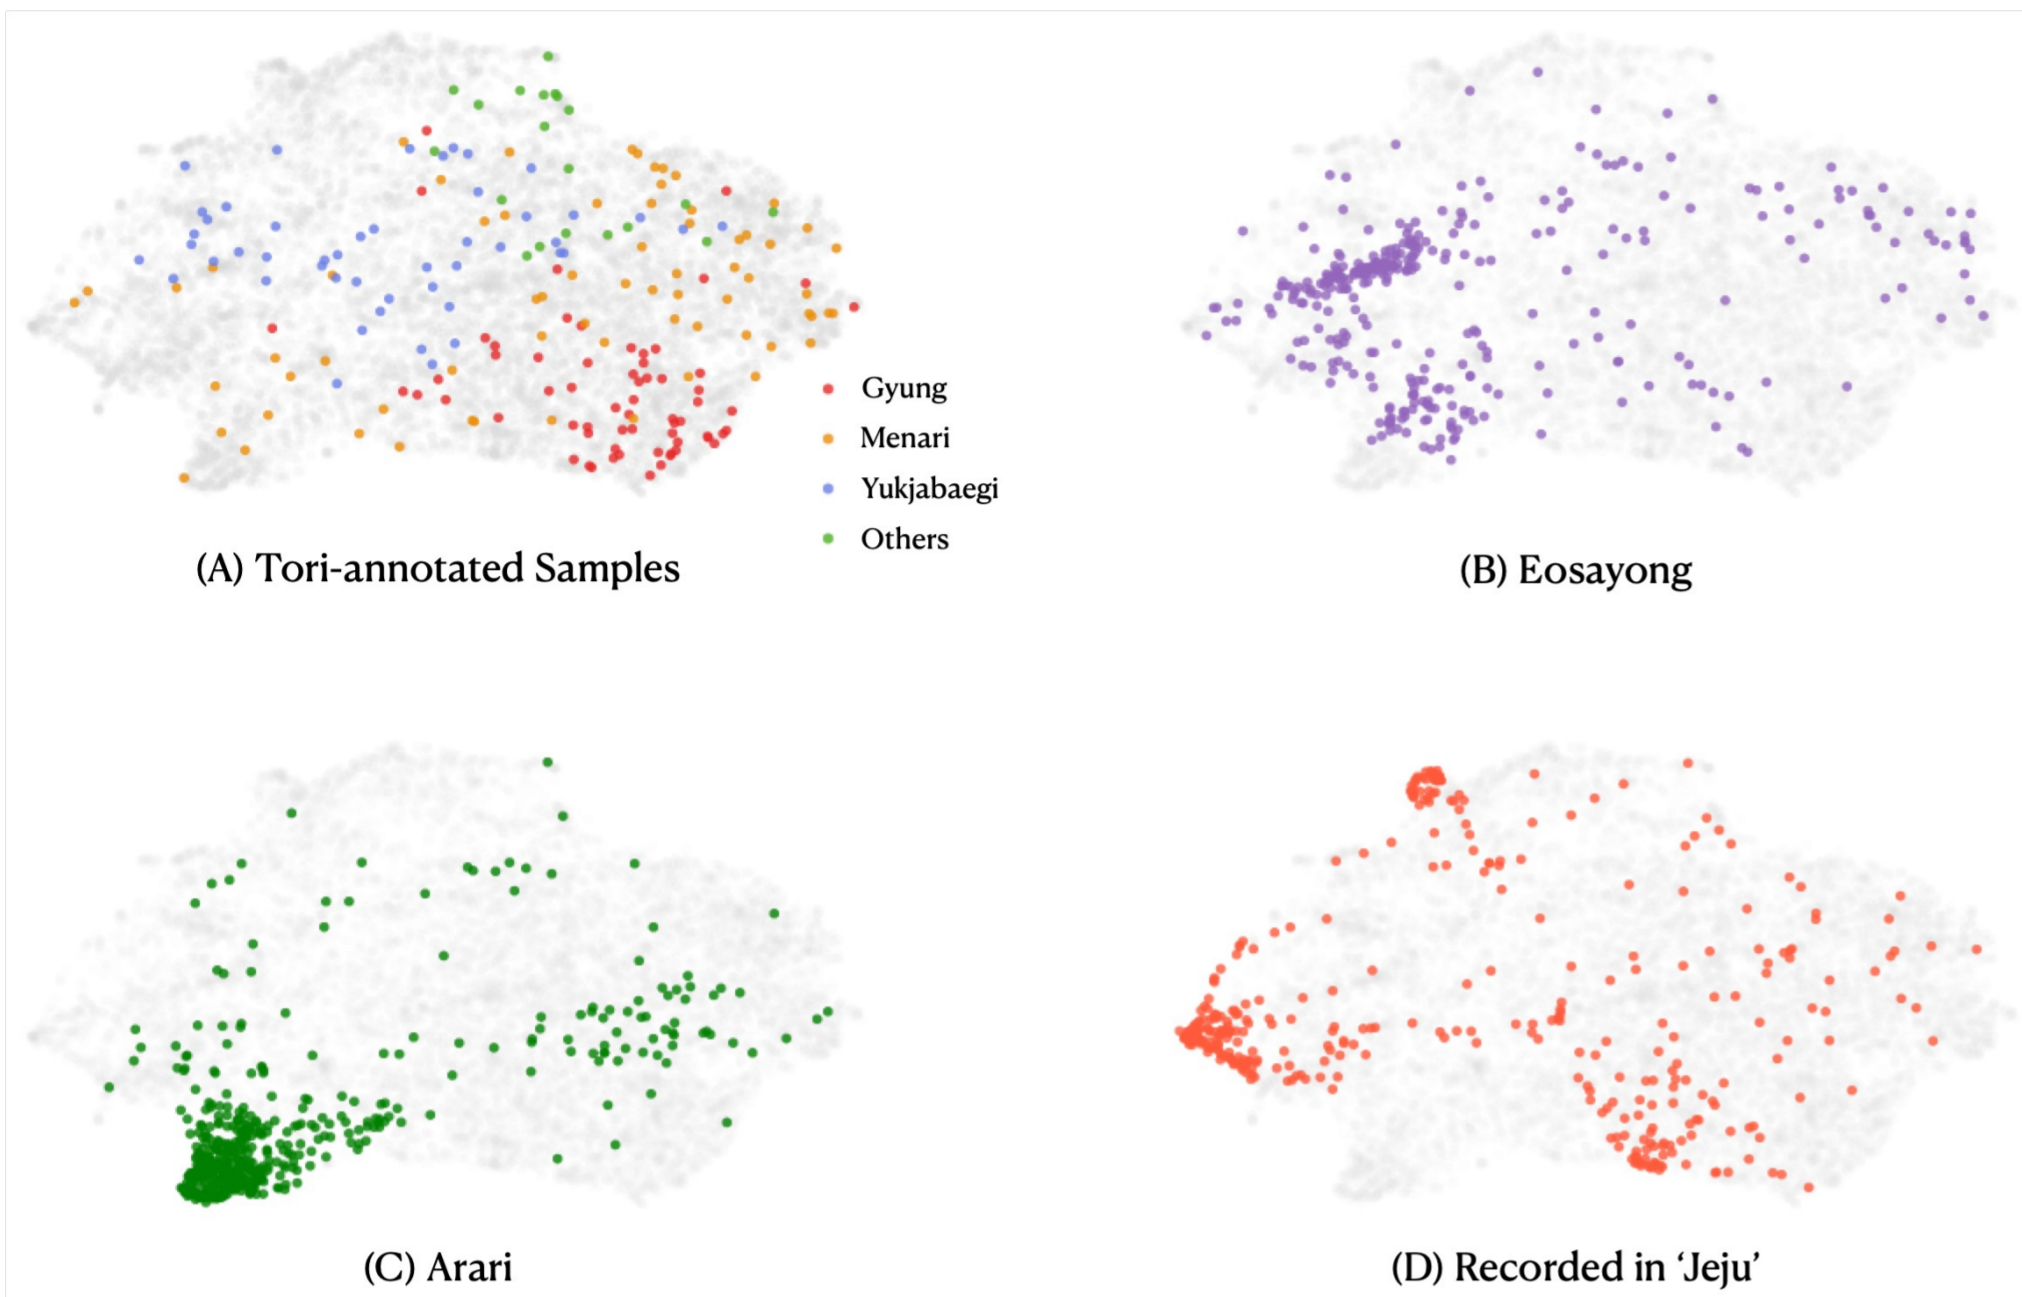 Gyung
Menari
Yukjabaegi
Others
(A) Tori-annotated Samples
(B) Eosayong
(C) Arari
(D) Recorded in ‘Jeju’